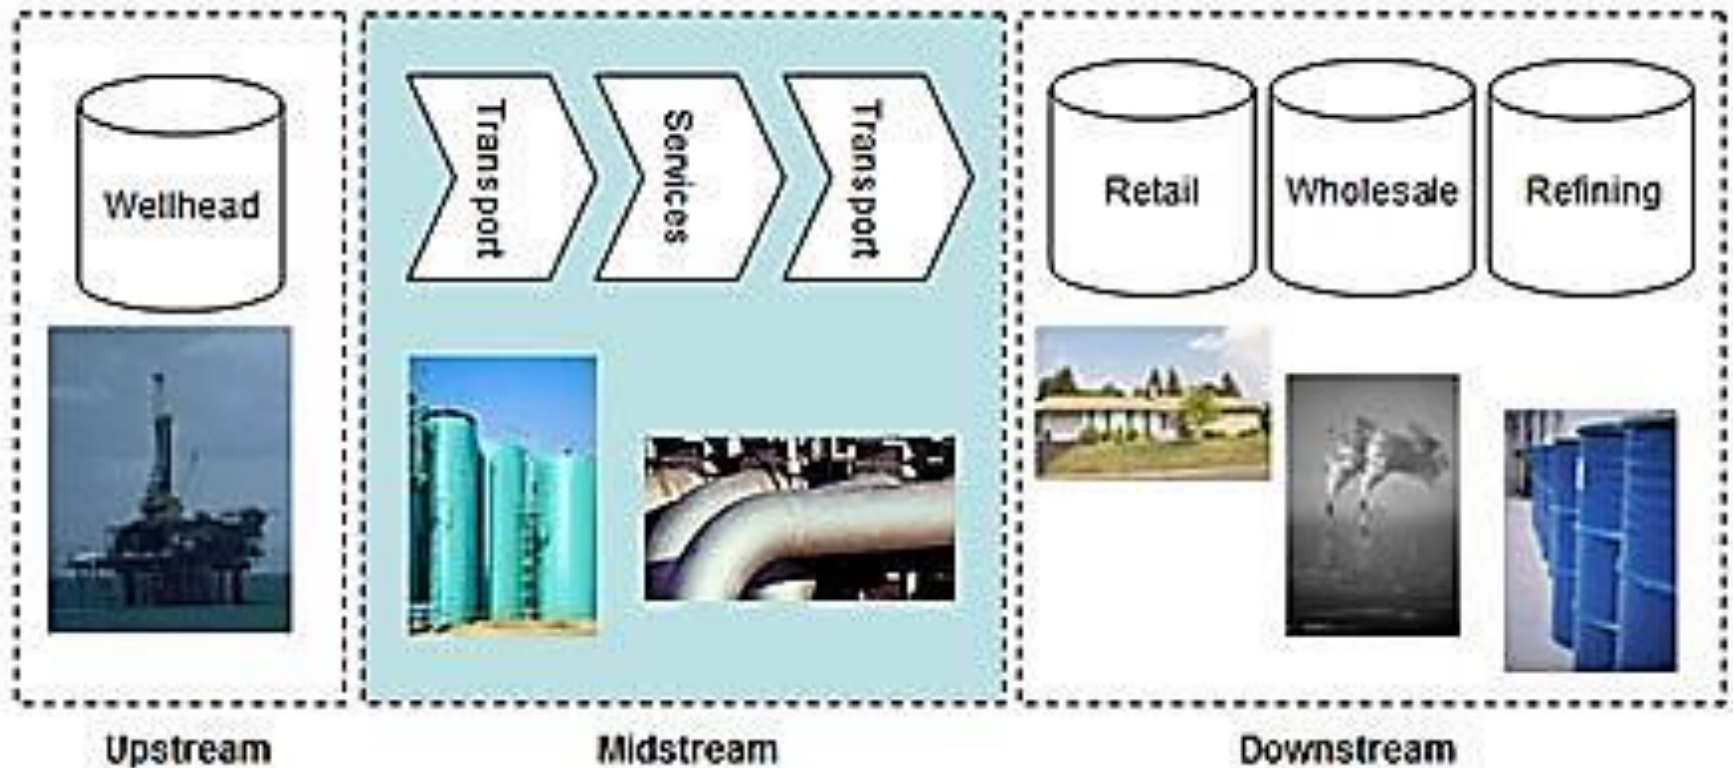 Wellhead
Transport
Services
Transport
Retail
Wholesale
Refining
Upstream
Midstream
Downstream